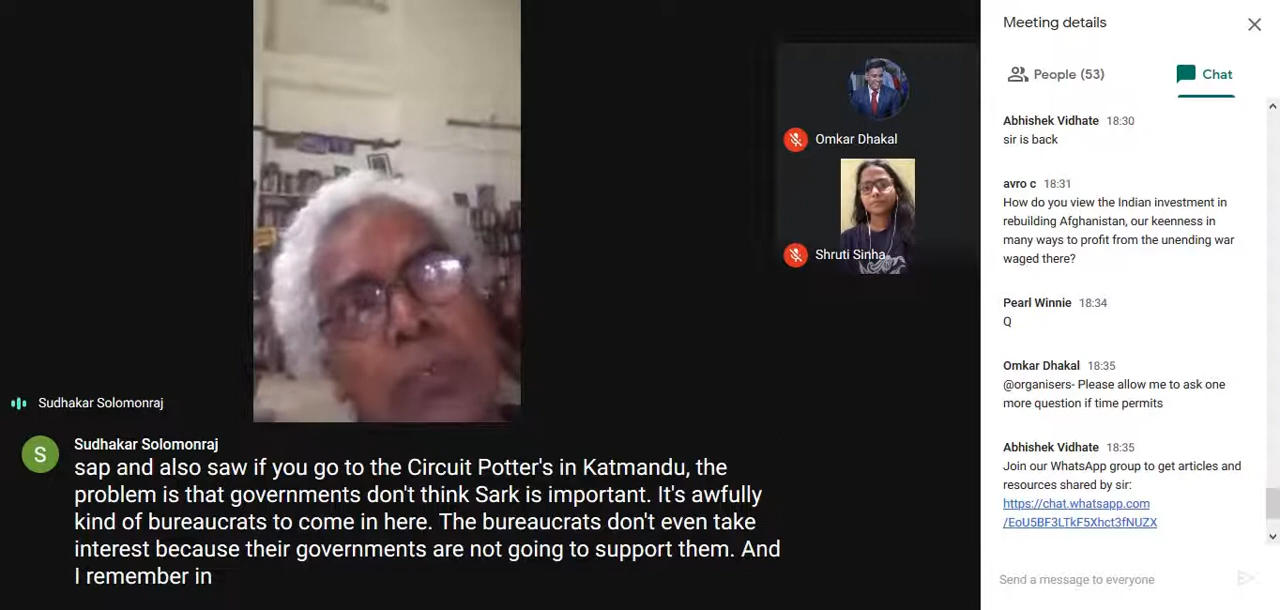 Meeting details
People (53)
Chat
Abhishek Vidhate 18:30
sir is back
avro c 18:31
How do you view the Indian investment in
rebuilding Afghanistan, our keenness in
many ways to profit from the unending war
waged there?
Pearl Winnie 18:34
Q
Omkar Dhakal 18:35
@organisers- Please allow me to ask one
more question if time permits
Abhishek Vidhate 18:35
Join our WhatsApp group to get articles and
resources shared by sir:
https://chat.whatsapp.com
/EoU5BF3LTkF5Xhct3fNUZX
Send a message to everyone
Omkar Dhakal
Shruti Sinha
Sudhakar Solomonraj
S
Sudhakar Solomonraj
sap and also saw if you go to the Circuit Potter's in Katmandu, the
problem is that governments don't think Sark is important. It's awfully
kind of bureaucrats to come in here. The bureaucrats don't even take
interest because their governments are not going to support them. And
I remember in